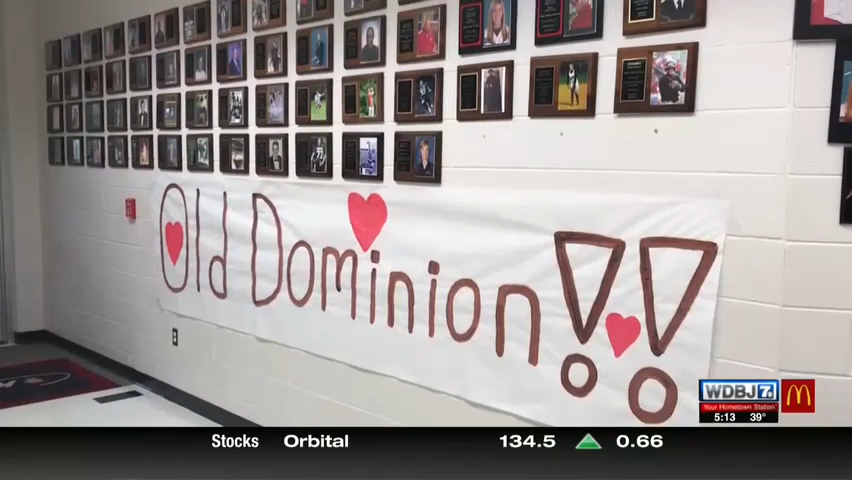 Old Dominion!!
WDBJ7
Your Hometown Station
5:13 39°
Stocks Orbital 134.5 0.66